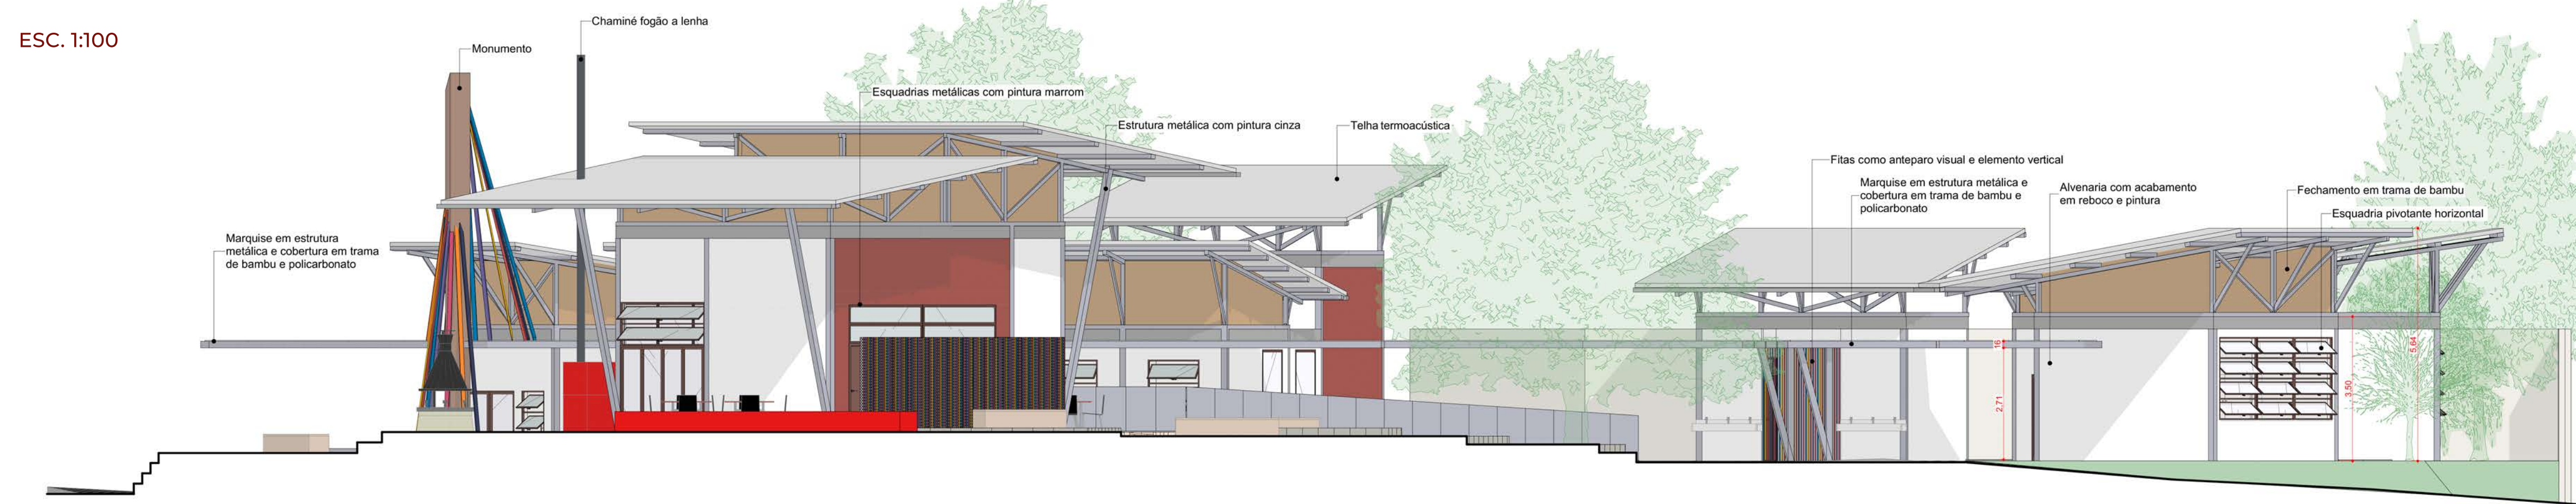 ESC. 1:100
Chaminé fogão a lenha
Monumento
Esquadrias metálicas com pintura marrom
Estrutura metálica com pintura cinza
Telha termoacústica
Fitas como anteparo visual e elemento vertical
Marquise em estrutura metálica e
cobertura em trama de bambu e
policarbonato
Alvenaria com acabamento
em reboco e pintura
Fechamento em trama de bambu
Esquadria pivotante horizontal
Marquise em estrutura
metálica e cobertura em trama
de bambu e policarbonato
16
2,71
3,50
5,64